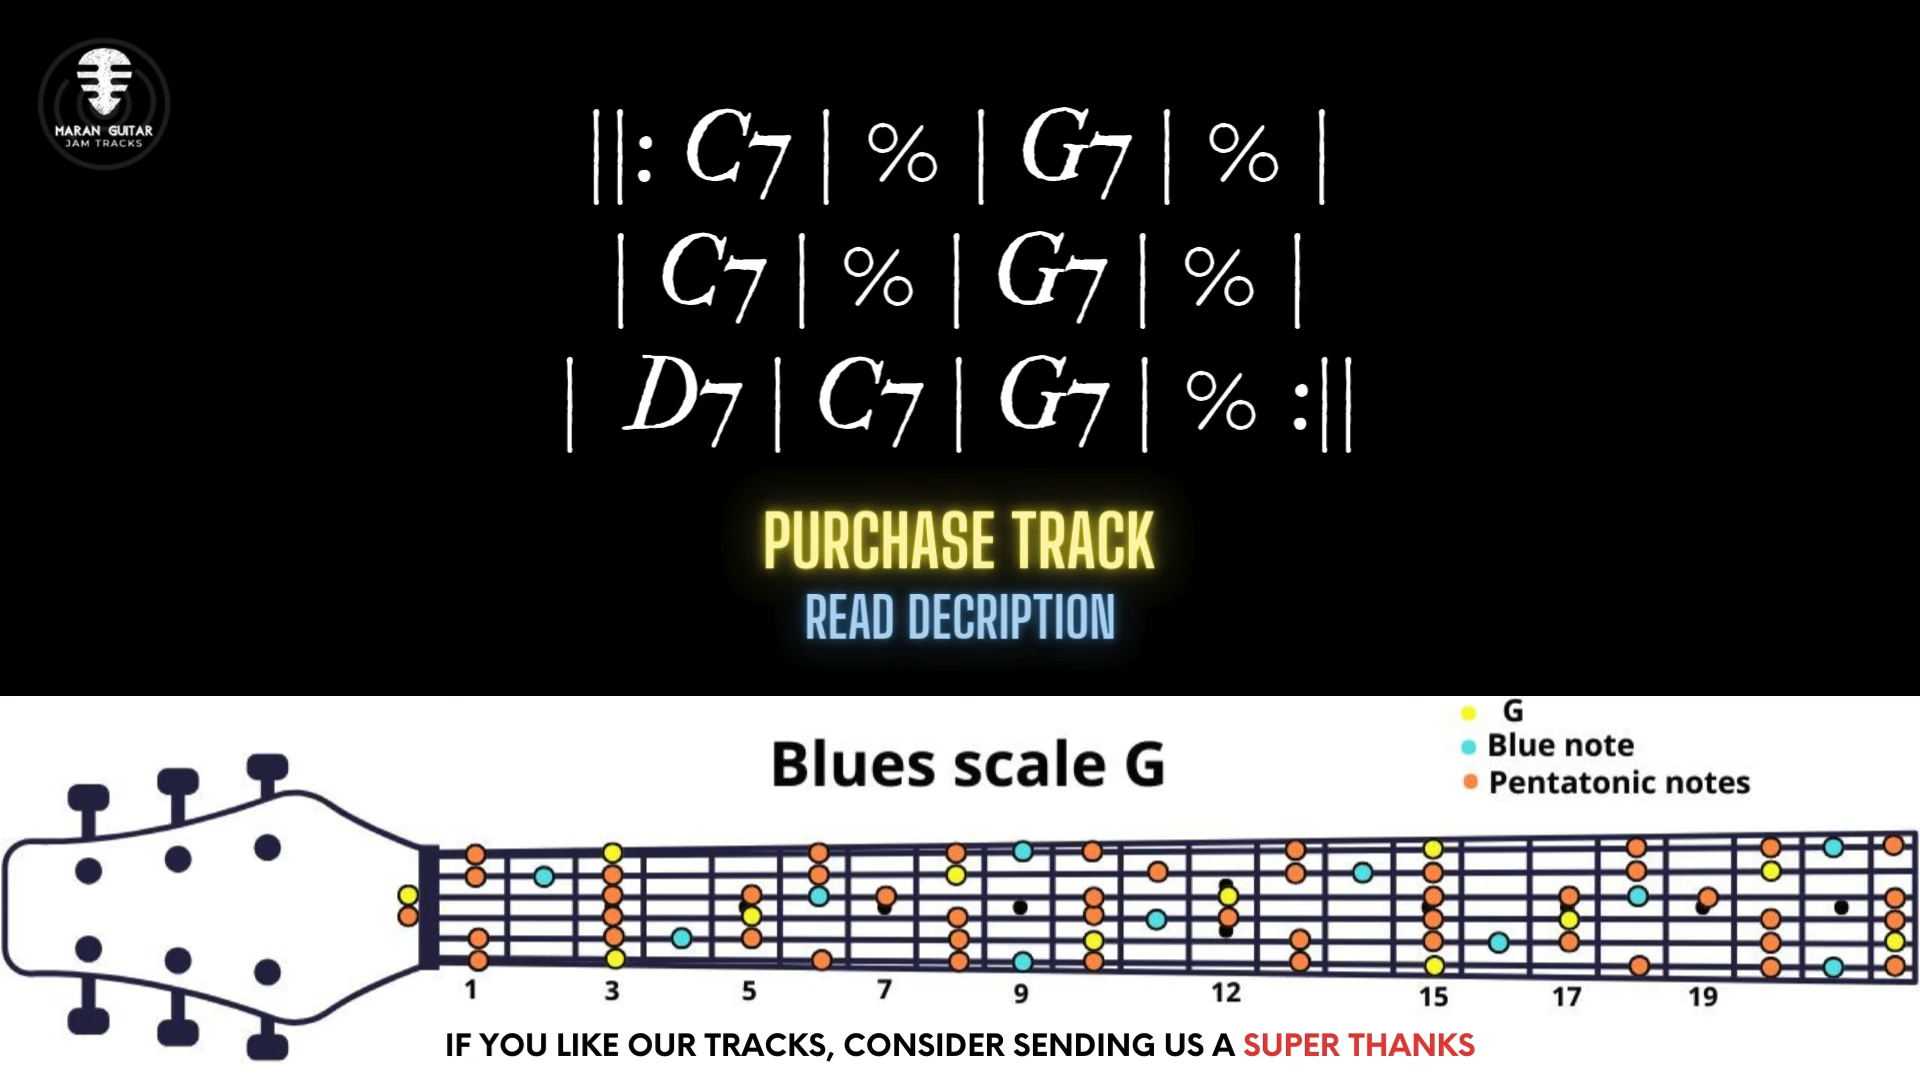 MARAN GUITAR
JAM TRACKS
||: C7 | % | G7 | % |
| C7 | % | G7 | % |
| D7 | C7 | G7 | % :||
PURCHASE TRACK
READ DECRIPTION
Blues scale G
G
Blue note
Pentatonic notes
1 3 5 7 9 12 15 17 19
IF YOU LIKE OUR TRACKS, CONSIDER SENDING US A SUPER THANKS